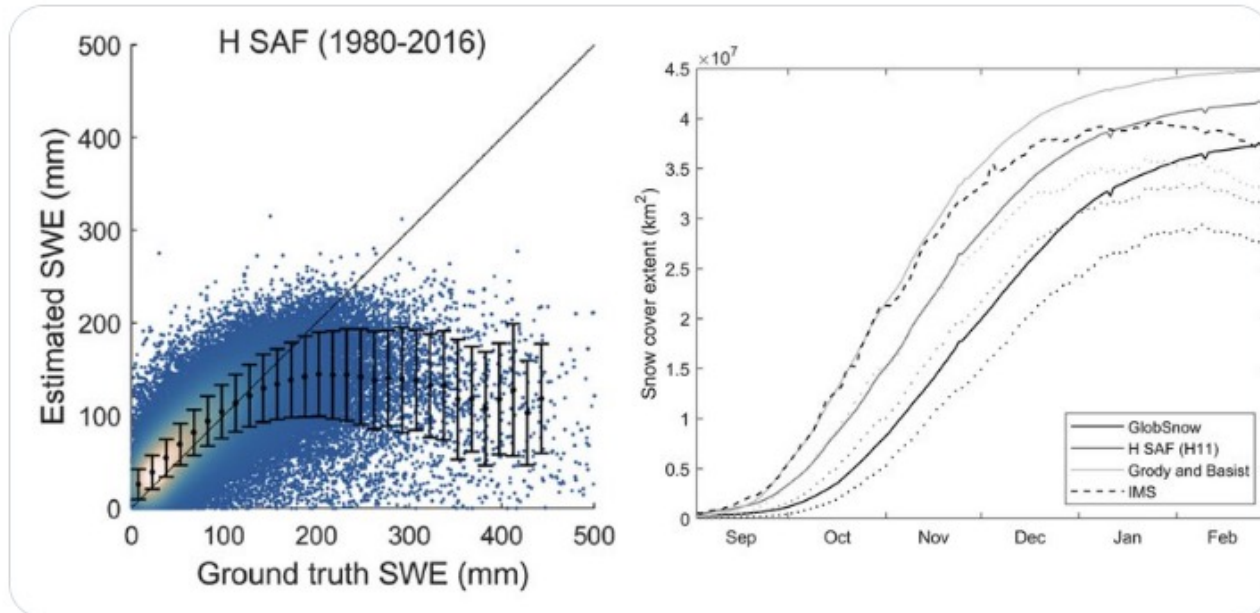 H SAF (1980-2016)
500
400
300
200
100
0
Estimated SWE (mm)
0 100 200 300 400 500
Ground truth SWE (mm)
×10⁷
4.5
4
3.5
3
2.5
2
1.5
1
0.5
0
Snow cover extent (km²)
Sep Oct Nov Dec Jan Feb
GlobSnow
H SAF (H11)
Grody and Basist
IMS